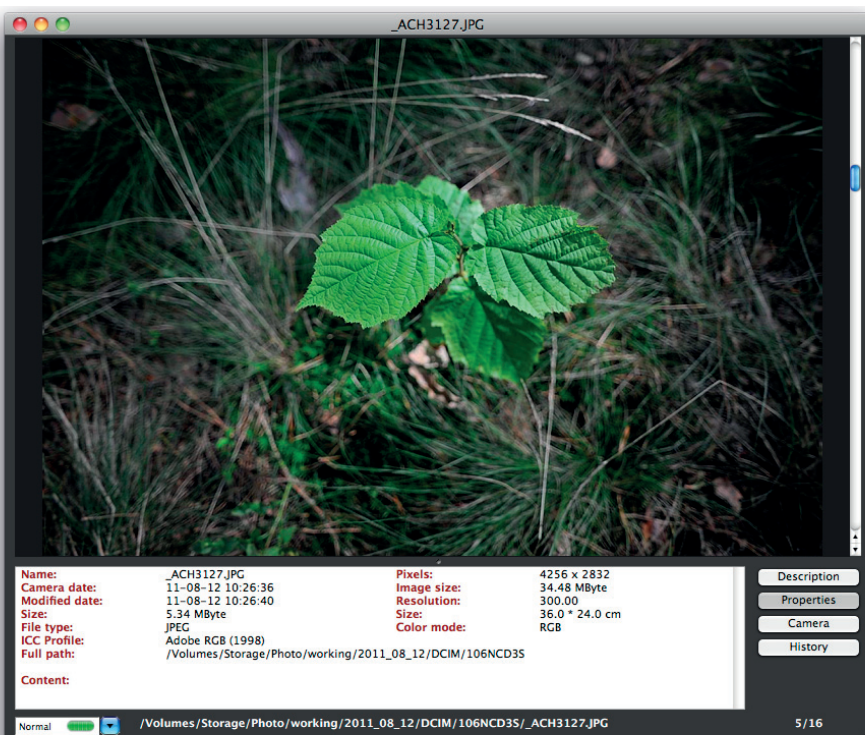 _ACH3127.JPG
Name: _ACH3127.JPG Pixels: 4256 x 2832
Camera date: 11-08-12 10:26:36 Image size: 34.48 MByte
Modified date: 11-08-12 10:26:40 Resolution: 300.00
Size: 5.34 MByte Size: 36.0 * 24.0 cm
File type: JPEG Color mode: RGB
ICC Profile: Adobe RGB (1998)
Full path: /Volumes/Storage/Photo/working/2011_08_12/DCIM/106NCD3S
Content:
Description
Properties
Camera
History
Normal /Volumes/Storage/Photo/working/2011_08_12/DCIM/106NCD3S/_ACH3127.JPG 5/16